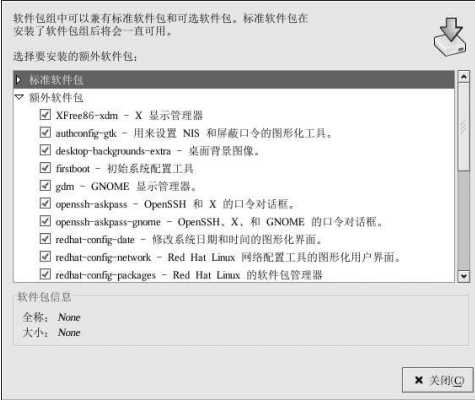 软件包组中可以兼有标准软件包和可选软件包。标准软件包在
安装了软件包组后将会一直可用。
选择要安装的额外软件包:
标准软件包
额外软件包
XFree86-xdm - X 显示管理器
authconfig-gtk - 用来设置 NIS 和屏蔽口令的图形化工具。
desktop-backgrounds-extra - 桌面背景图像。
firstboot - 初始系统配置工具
gdm - GNOME 显示管理器。
openssh-askpass - OpenSSH 和 X 的口令对话框。
openssh-askpass-gnome - OpenSSH、X、和 GNOME 的口令对话框。
redhat-config-date - 修改系统日期和时间的图形化界面。
redhat-config-network - Red Hat Linux 网络配置工具的图形化用户界面。
redhat-config-packages - Red Hat Linux 的软件包管理器
软件包信息
全称: None
大小: None
关闭(C)